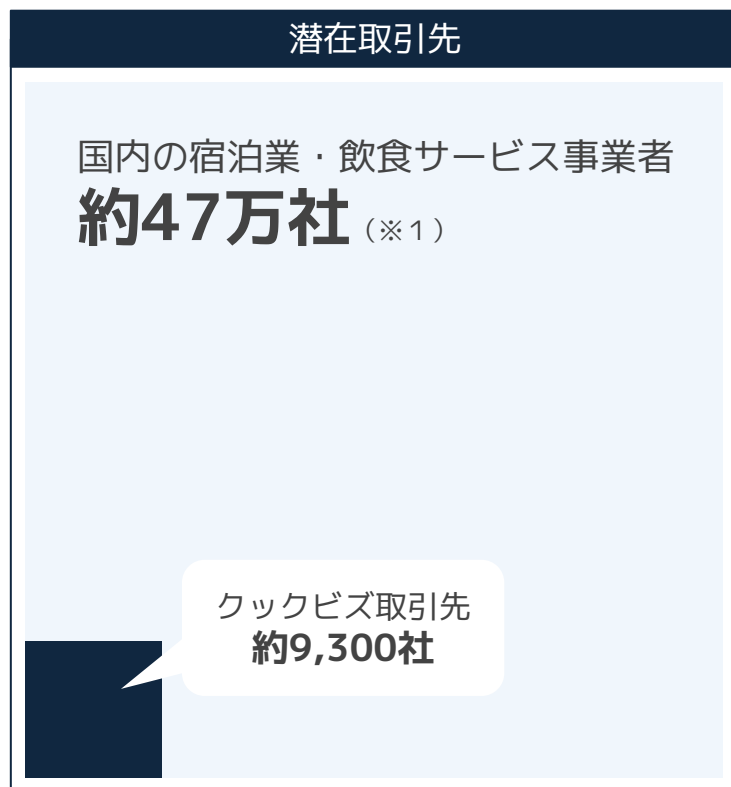 潜在取引先
国内の宿泊業・飲食サービス事業者
約47万社（※１）
クックビズ取引先
約9,300社